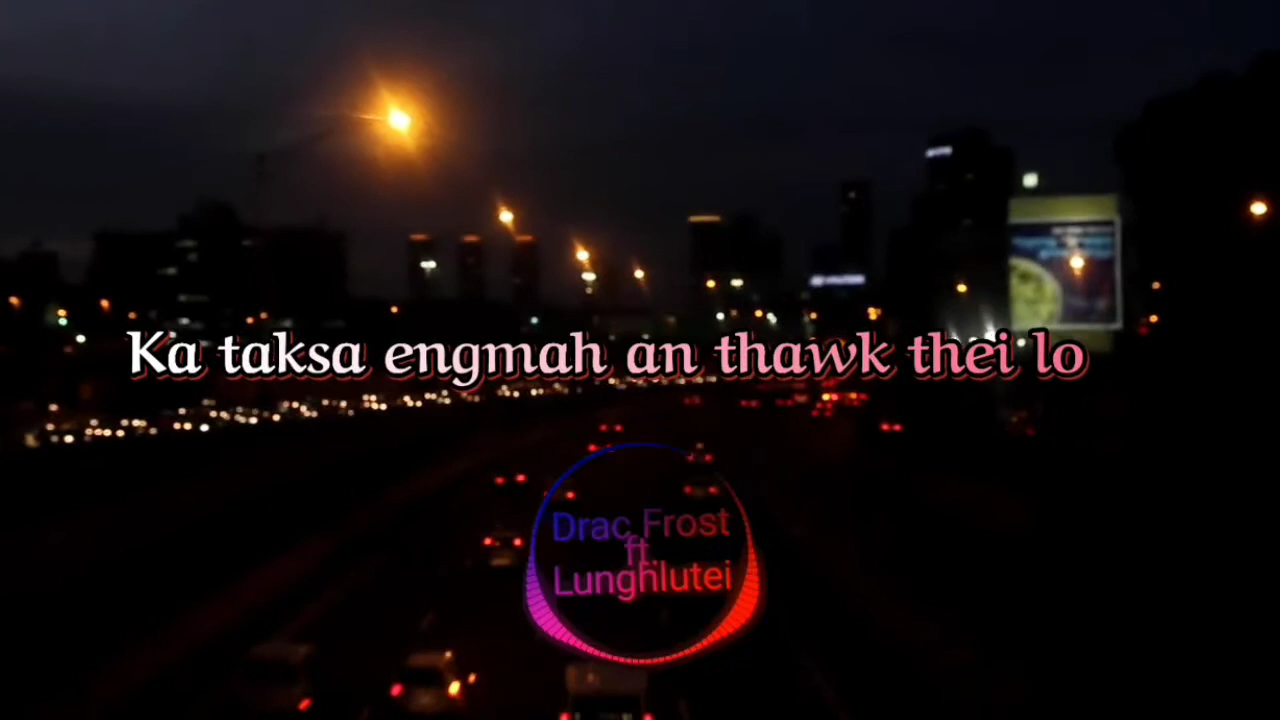 Ka taksa engmah an thawk thei lo
Drac Frost
ft.
Lunghlutei